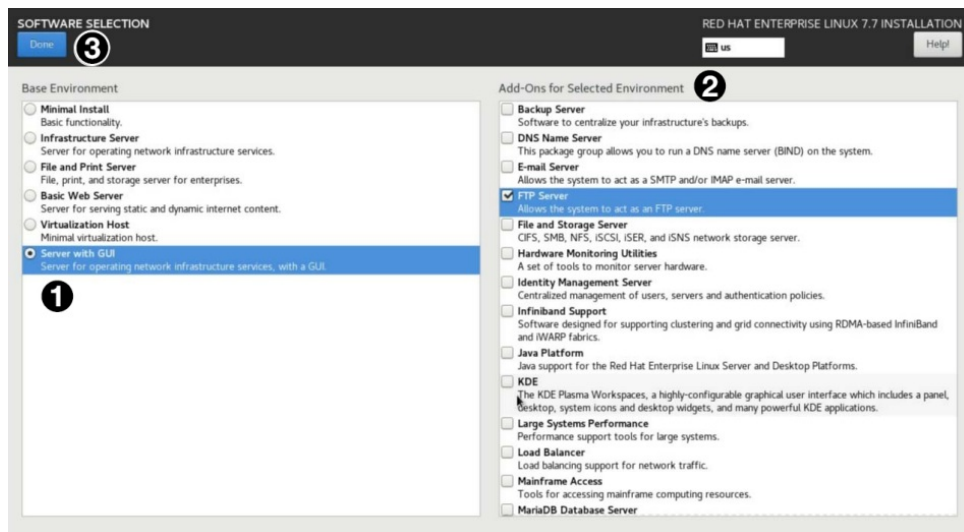 SOFTWARE SELECTION
Done
3
RED HAT ENTERPRISE LINUX 7.7 INSTALLATION
us
Help!
Base Environment
Minimal Install
Basic functionality.
Infrastructure Server
Server for operating network infrastructure services.
File and Print Server
File, print, and storage server for enterprises.
Basic Web Server
Server for serving static and dynamic internet content.
Virtualization Host
Minimal virtualization host.
Server with GUI
Server for operating network infrastructure services, with a GUI.
1
Add-Ons for Selected Environment
2
Backup Server
Software to centralize your infrastructure's backups.
DNS Name Server
This package group allows you to run a DNS name server (BIND) on the system.
E-mail Server
Allows the system to act as a SMTP and/or IMAP e-mail server.
FTP Server
Allows the system to act as an FTP server.
File and Storage Server
CIFS, SMB, NFS, iSCSI, iSER, and iSNS network storage server.
Hardware Monitoring Utilities
A set of tools to monitor server hardware.
Identity Management Server
Centralized management of users, servers and authentication policies.
Infiniband Support
Software designed for supporting clustering and grid connectivity using RDMA-based InfiniBand
and iWARP fabrics.
Java Platform
Java support for the Red Hat Enterprise Linux Server and Desktop Platforms.
KDE
The KDE Plasma Workspaces, a highly-configurable graphical user interface which includes a panel,
desktop, system icons and desktop widgets, and many powerful KDE applications.
Large Systems Performance
Performance support tools for large systems.
Load Balancer
Load balancing support for network traffic.
Mainframe Access
Tools for accessing mainframe computing resources.
MariaDB Database Server